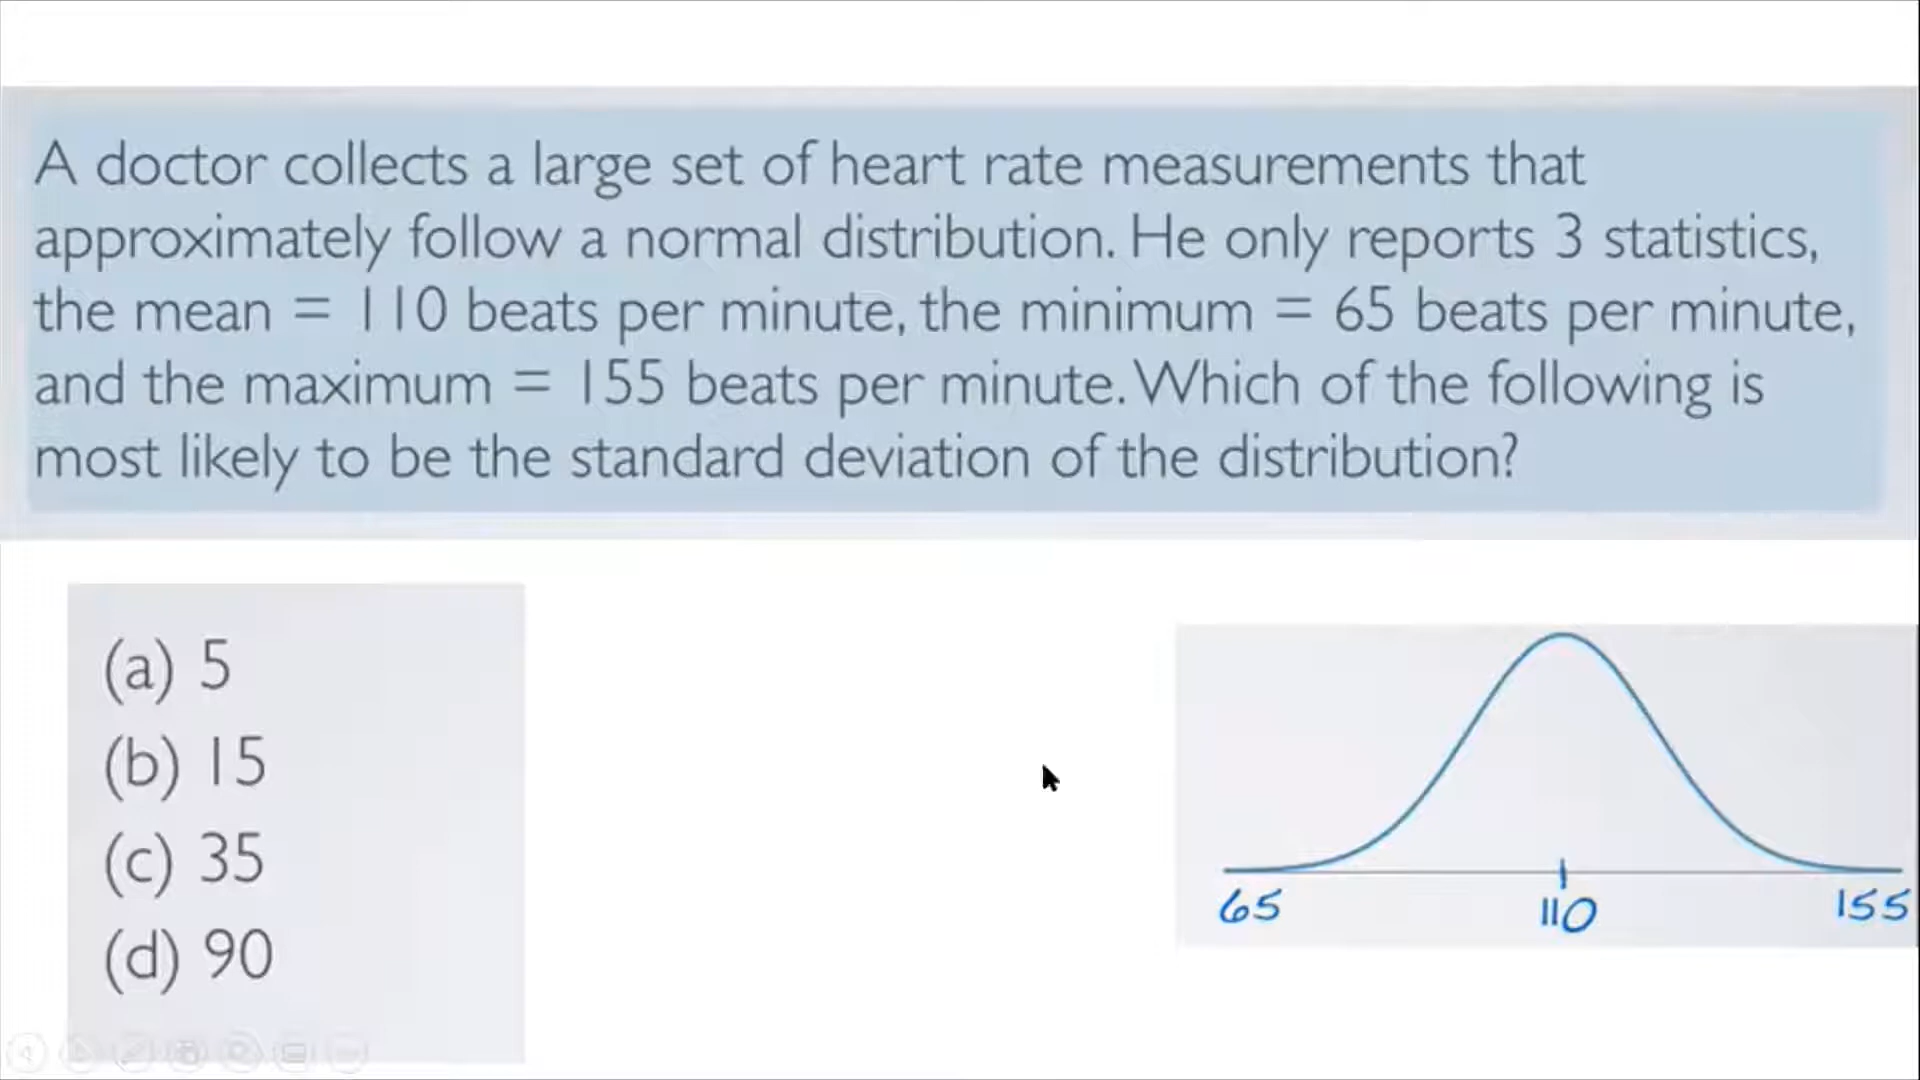 A doctor collects a large set of heart rate measurements that
approximately follow a normal distribution. He only reports 3 statistics,
the mean = 110 beats per minute, the minimum = 65 beats per minute,
and the maximum = 155 beats per minute. Which of the following is
most likely to be the standard deviation of the distribution?
(a) 5
(b) 15
(c) 35
(d) 90
65 110 155